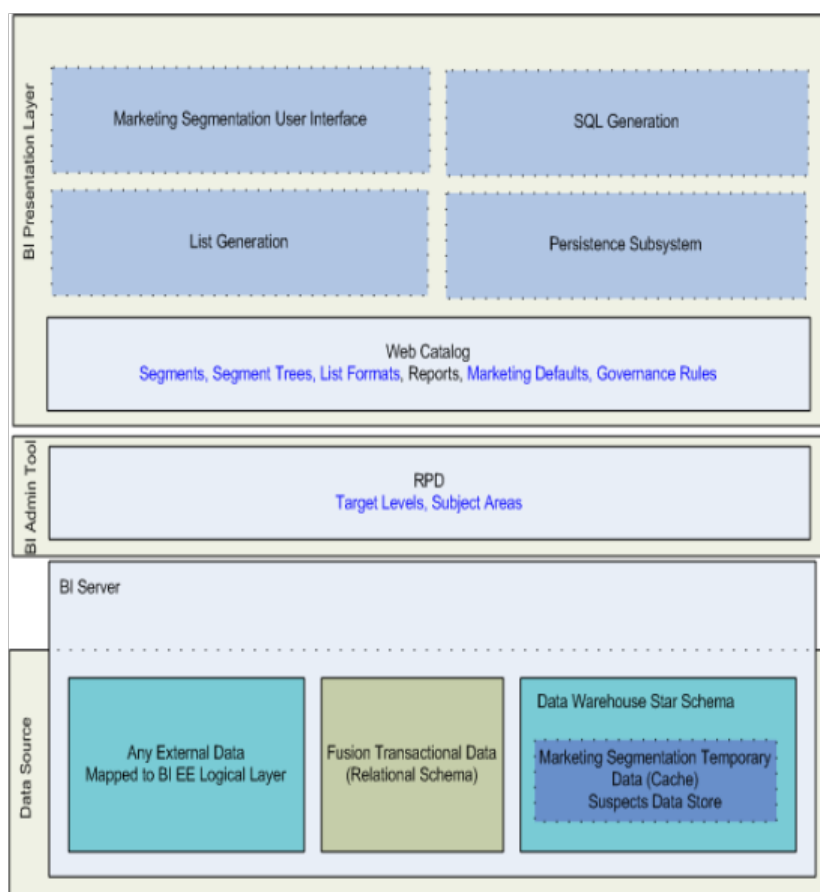 BI Presentation Layer
Marketing Segmentation User Interface
SQL Generation
List Generation
Persistence Subsystem
Web Catalog
Segments, Segment Trees, List Formats, Reports, Marketing Defaults, Governance Rules
BI Admin Tool
RPD
Target Levels, Subject Areas
BI Server
Data Source
Any External Data
Mapped to BI EE Logical Layer
Fusion Transactional Data
(Relational Schema)
Data Warehouse Star Schema
Marketing Segmentation Temporary
Data (Cache)
Suspects Data Store